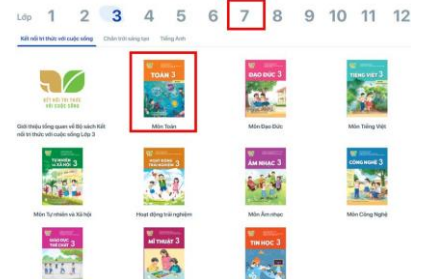 Lớp 1 2 3 4 5 6 7 8 9 10 11 12
Kết nối tri thức với cuộc sống Chân trời sáng tạo Tiếng Anh
KẾT NỐI TRI THỨC
VỚI CUỘC SỐNG
Giới thiệu tổng quan về Bộ sách Kết
nối tri thức với cuộc sống Lớp 3
TOÁN 3
Môn Toán
ĐẠO ĐỨC 3
Môn Đạo Đức
TIẾNG VIỆT 3
Môn Tiếng Việt
TỰ NHIÊN
VÀ XÃ HỘI 3
Môn Tự nhiên và Xã hội
HOẠT ĐỘNG
TRẢI NGHIỆM 3
Hoạt động trải nghiệm
ÂM NHẠC 3
Môn Âm nhạc
CÔNG NGHỆ 3
Môn Công Nghệ
GIÁO DỤC
THỂ CHẤT 3
MĨ THUẬT 3
TIN HỌC 3